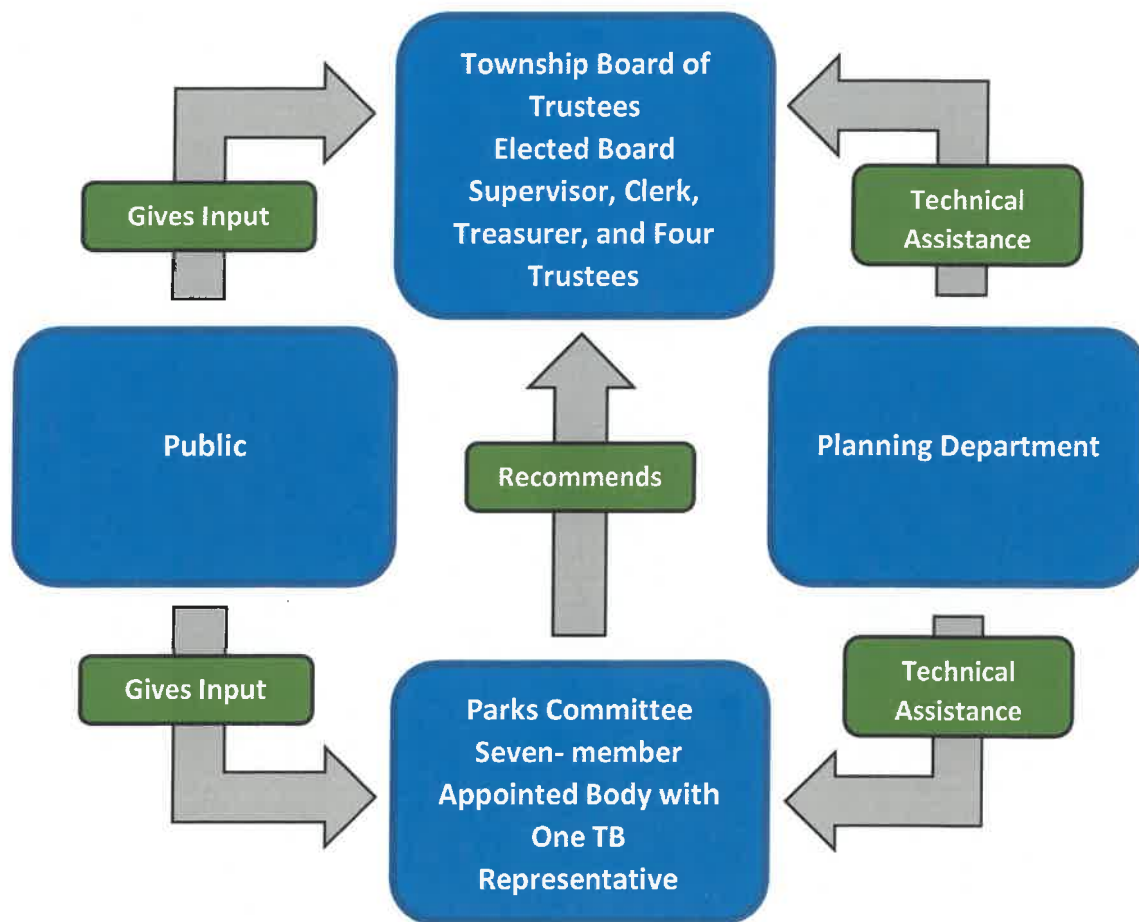 Township Board of
Trustees
Elected Board
Supervisor, Clerk,
Treasurer, and Four
Trustees
Gives Input
Technical
Assistance
Public
Recommends
Planning Department
Gives Input
Technical
Assistance
Parks Committee
Seven- member
Appointed Body with
One TB
Representative